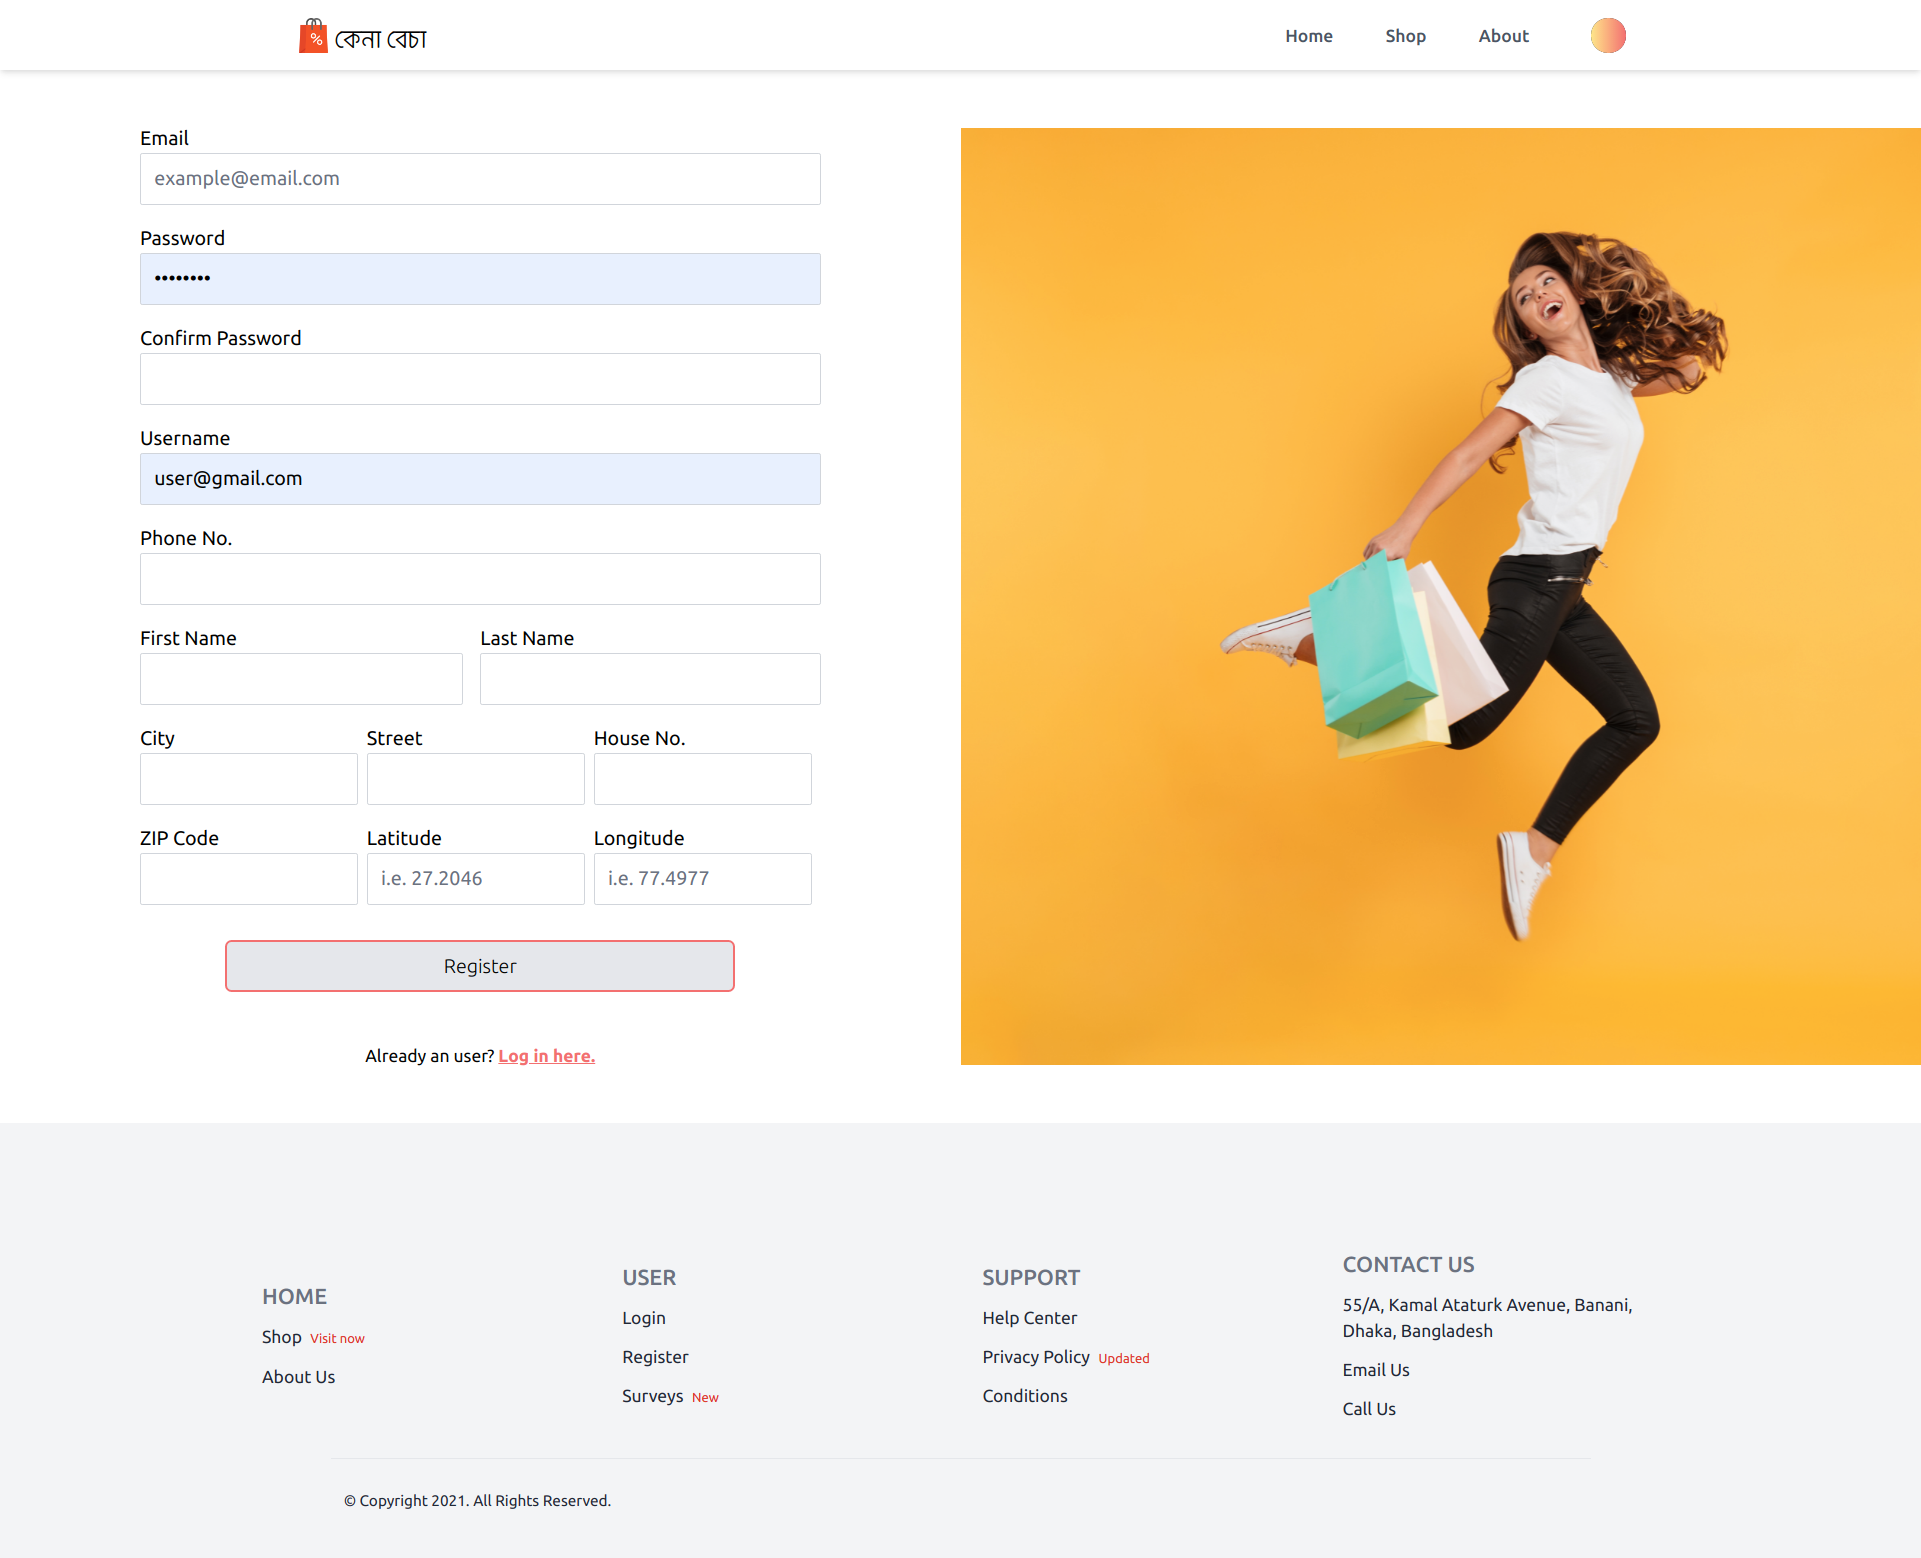 % কেনা বেচা
Home Shop About
Email
example@email.com
Password
••••••••
Confirm Password
Username
user@gmail.com
Phone No.
First Name Last Name
City Street House No.
ZIP Code Latitude Longitude
i.e. 27.2046 i.e. 77.4977
Register
Already an user? Log in here.
HOME
Shop Visit now
About Us
USER
Login
Register
Surveys New
SUPPORT
Help Center
Privacy Policy Updated
Conditions
CONTACT US
55/A, Kamal Ataturk Avenue, Banani,
Dhaka, Bangladesh
Email Us
Call Us
© Copyright 2021. All Rights Reserved.